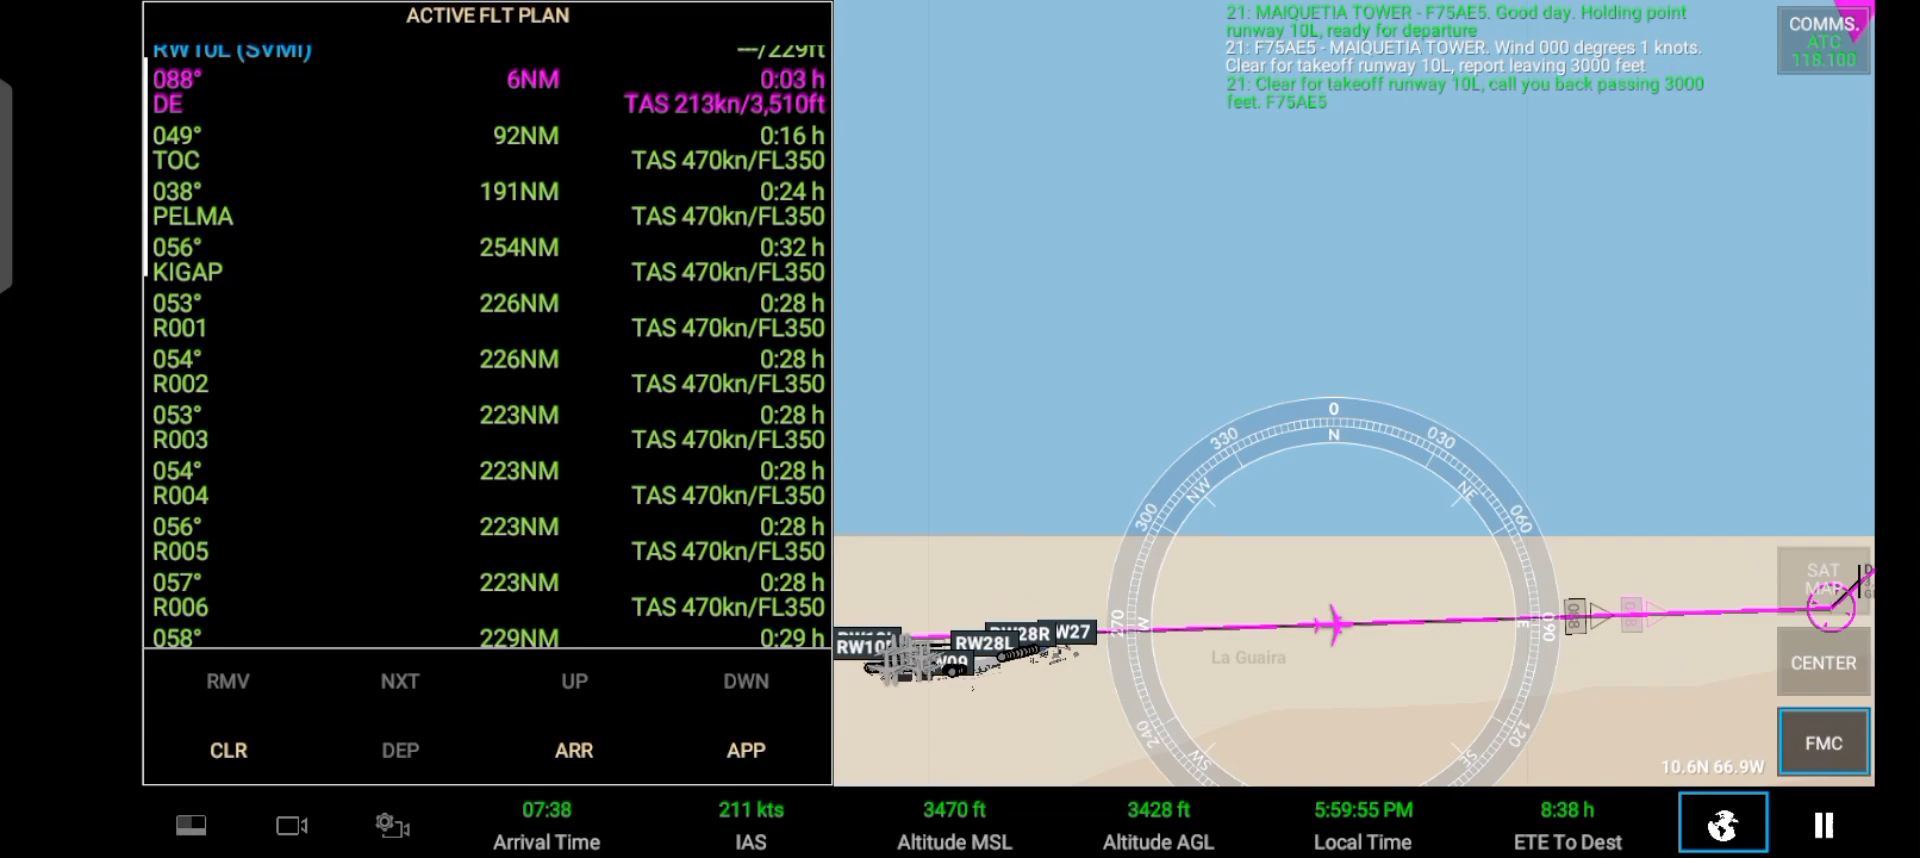 ACTIVE FLT PLAN
RW10L (SVMI) ---/229ft
088° 6NM 0:03 h
DE TAS 213kn/3,510ft
049° 92NM 0:16 h
TOC TAS 470kn/FL350
038° 191NM 0:24 h
PELMA TAS 470kn/FL350
056° 254NM 0:32 h
KIGAP TAS 470kn/FL350
053° 226NM 0:28 h
R001 TAS 470kn/FL350
054° 226NM 0:28 h
R002 TAS 470kn/FL350
053° 223NM 0:28 h
R003 TAS 470kn/FL350
054° 223NM 0:28 h
R004 TAS 470kn/FL350
056° 223NM 0:28 h
R005 TAS 470kn/FL350
057° 223NM 0:28 h
R006 TAS 470kn/FL350
058° 229NM 0:29 h
RMV NXT UP DWN
CLR DEP ARR APP
21: MAIQUETIA TOWER - F75AE5. Good day. Holding point
runway 10L, ready for departure
21: F75AE5 - MAIQUETIA TOWER. Wind 000 degrees 1 knots.
Clear for takeoff runway 10L, report leaving 3000 feet
21: Clear for takeoff runway 10L, call you back passing 3000
feet. F75AE5
COMMS.
ATC
118.100
0
N
330
030
NW
NE
300
060
270
W
E
090
088
240
120
SW
SE
RW28L
28R
W27
La Guaira
SAT
MAP
CENTER
FMC
10.6N 66.9W
07:38 211 kts 3470 ft 3428 ft 5:59:55 PM 8:38 h
Arrival Time IAS Altitude MSL Altitude AGL Local Time ETE To Dest